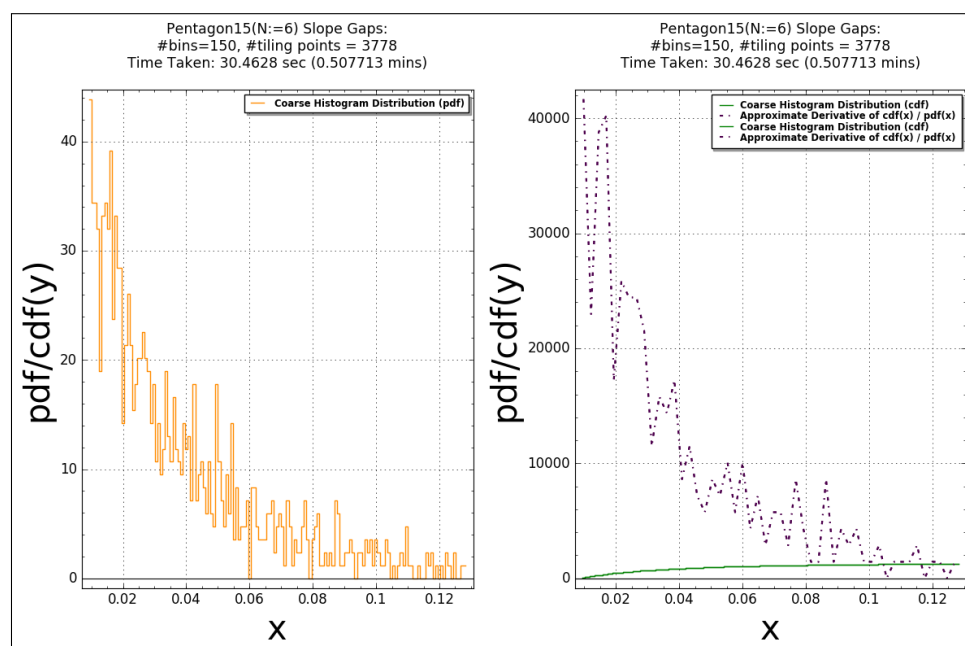 Pentagon15(N:=6) Slope Gaps:
#bins=150, #tiling points = 3778
Time Taken: 30.4628 sec (0.507713 mins)
Coarse Histogram Distribution (pdf)
40
30
20
10
0
0.02 0.04 0.06 0.08 0.1 0.12
pdf/cdf(y)
x
Pentagon15(N:=6) Slope Gaps:
#bins=150, #tiling points = 3778
Time Taken: 30.4628 sec (0.507713 mins)
Coarse Histogram Distribution (cdf)
Approximate Derivative of cdf(x) / pdf(x)
Coarse Histogram Distribution (cdf)
Approximate Derivative of cdf(x) / pdf(x)
40000
30000
20000
10000
0
0.02 0.04 0.06 0.08 0.1 0.12
pdf/cdf(y)
x